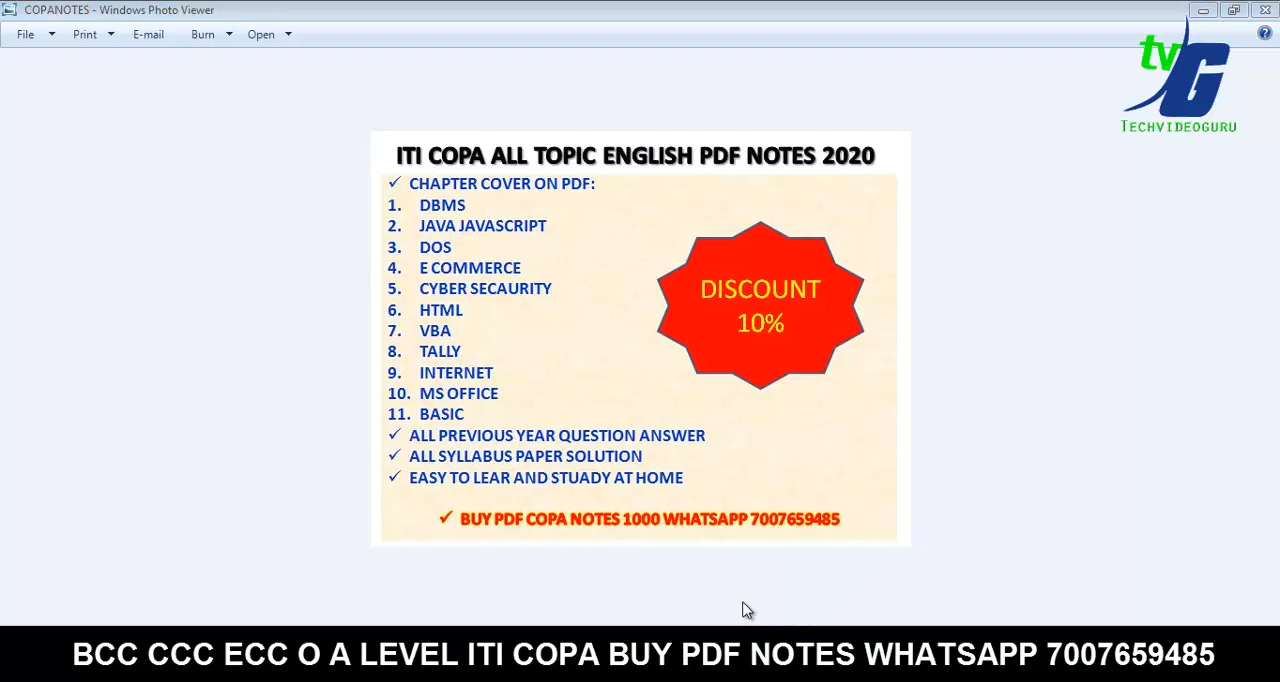 COPANOTES - Windows Photo Viewer
File Print E-mail Burn Open
tvG
TECHVIDEOGURU
ITI COPA ALL TOPIC ENGLISH PDF NOTES 2020
✓ CHAPTER COVER ON PDF:
1. DBMS
2. JAVA JAVASCRIPT
3. DOS
4. E COMMERCE
5. CYBER SECAURITY
6. HTML
7. VBA
8. TALLY
9. INTERNET
10. MS OFFICE
11. BASIC
✓ ALL PREVIOUS YEAR QUESTION ANSWER
✓ ALL SYLLABUS PAPER SOLUTION
✓ EASY TO LEAR AND STUADY AT HOME
DISCOUNT
10%
✓ BUY PDF COPA NOTES 1000 WHATSAPP 7007659485
BCC CCC ECC O A LEVEL ITI COPA BUY PDF NOTES WHATSAPP 7007659485